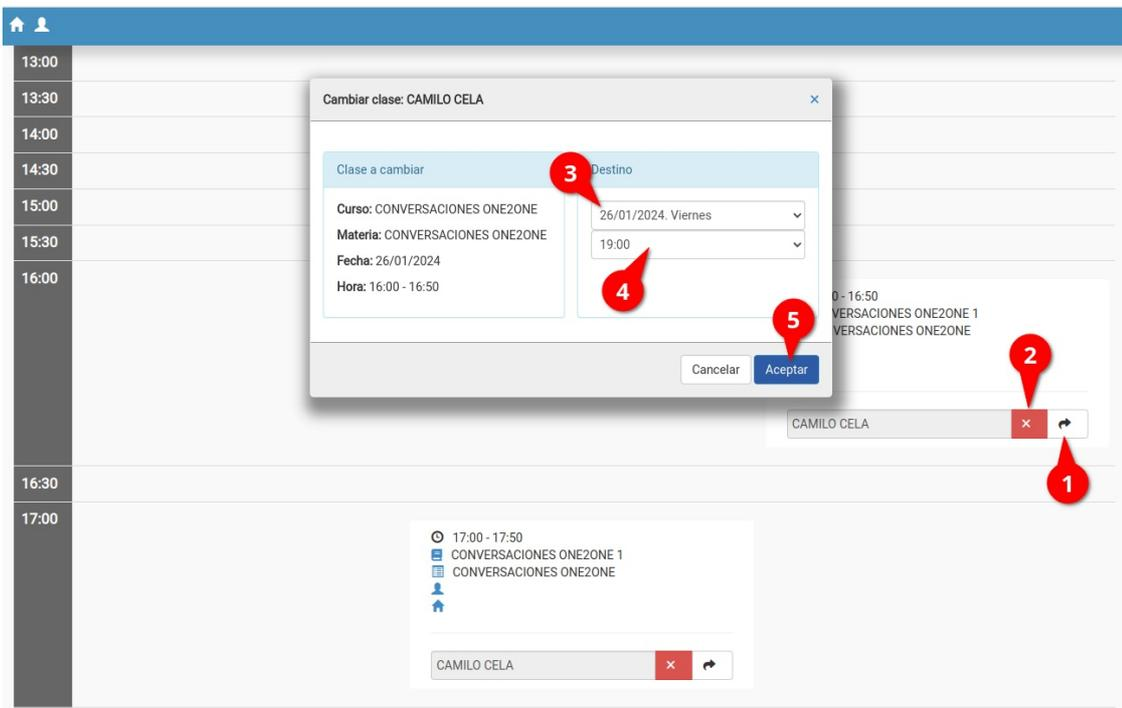 13:00
13:30
14:00
14:30
15:00
15:30
16:00
16:30
17:00
Cambiar clase: CAMILO CELA
×
Clase a cambiar
Curso: CONVERSACIONES ONE2ONE
Materia: CONVERSACIONES ONE2ONE
Fecha: 26/01/2024
Hora: 16:00 - 16:50
3
Destino
26/01/2024. Viernes
19:00
4
5
Cancelar
Aceptar
0 - 16:50
VERSACIONES ONE2ONE 1
VERSACIONES ONE2ONE
2
CAMILO CELA
×
1
17:00 - 17:50
CONVERSACIONES ONE2ONE 1
CONVERSACIONES ONE2ONE
CAMILO CELA
×